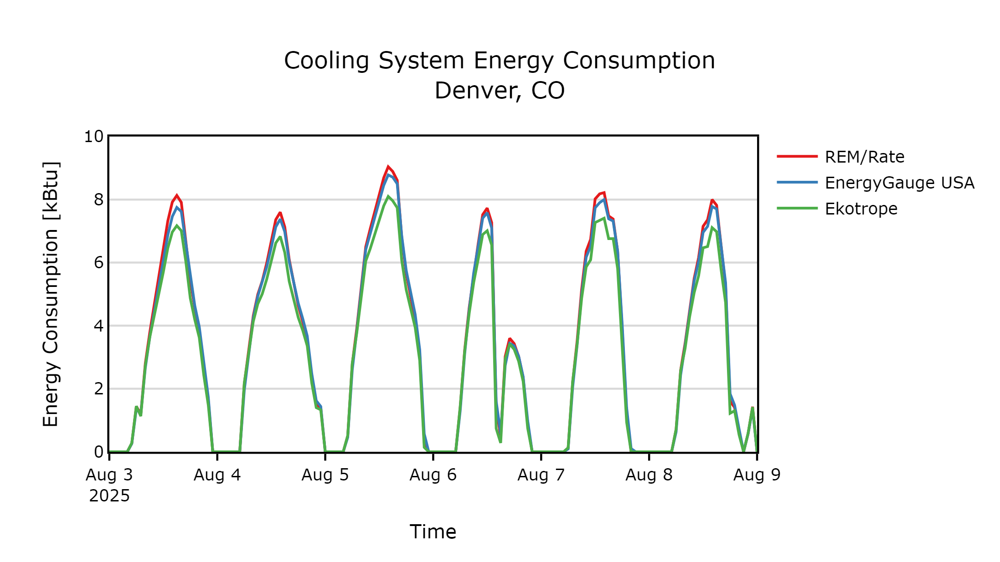 Cooling System Energy Consumption
Denver, CO
Energy Consumption [kBtu]
10
8
6
4
2
0
Aug 3
2025
Aug 4
Aug 5
Aug 6
Aug 7
Aug 8
Aug 9
Time
REM/Rate
EnergyGauge USA
Ekotrope